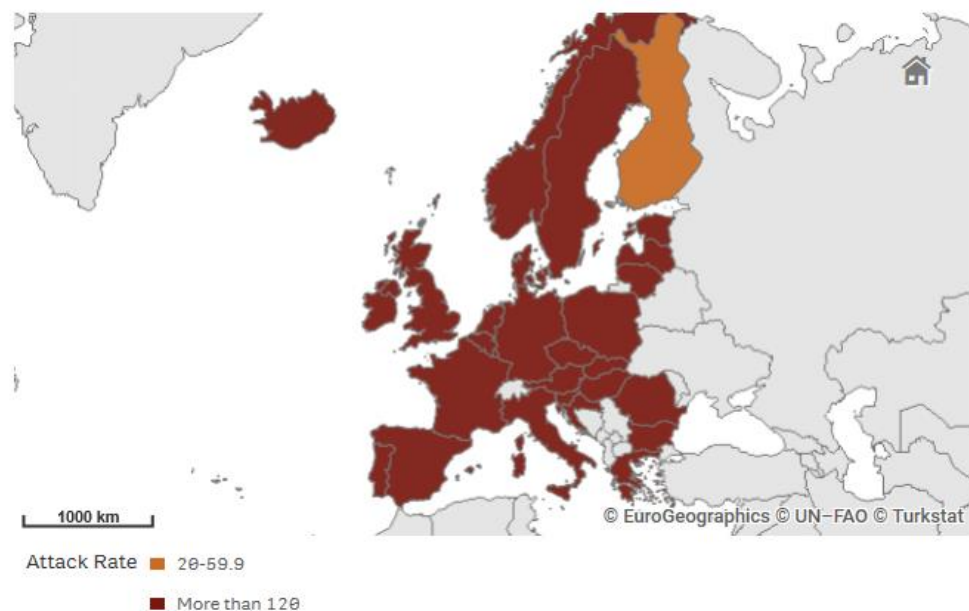 1000 km
© EuroGeographics © UN–FAO © Turkstat
Attack Rate
20-59.9
More than 120